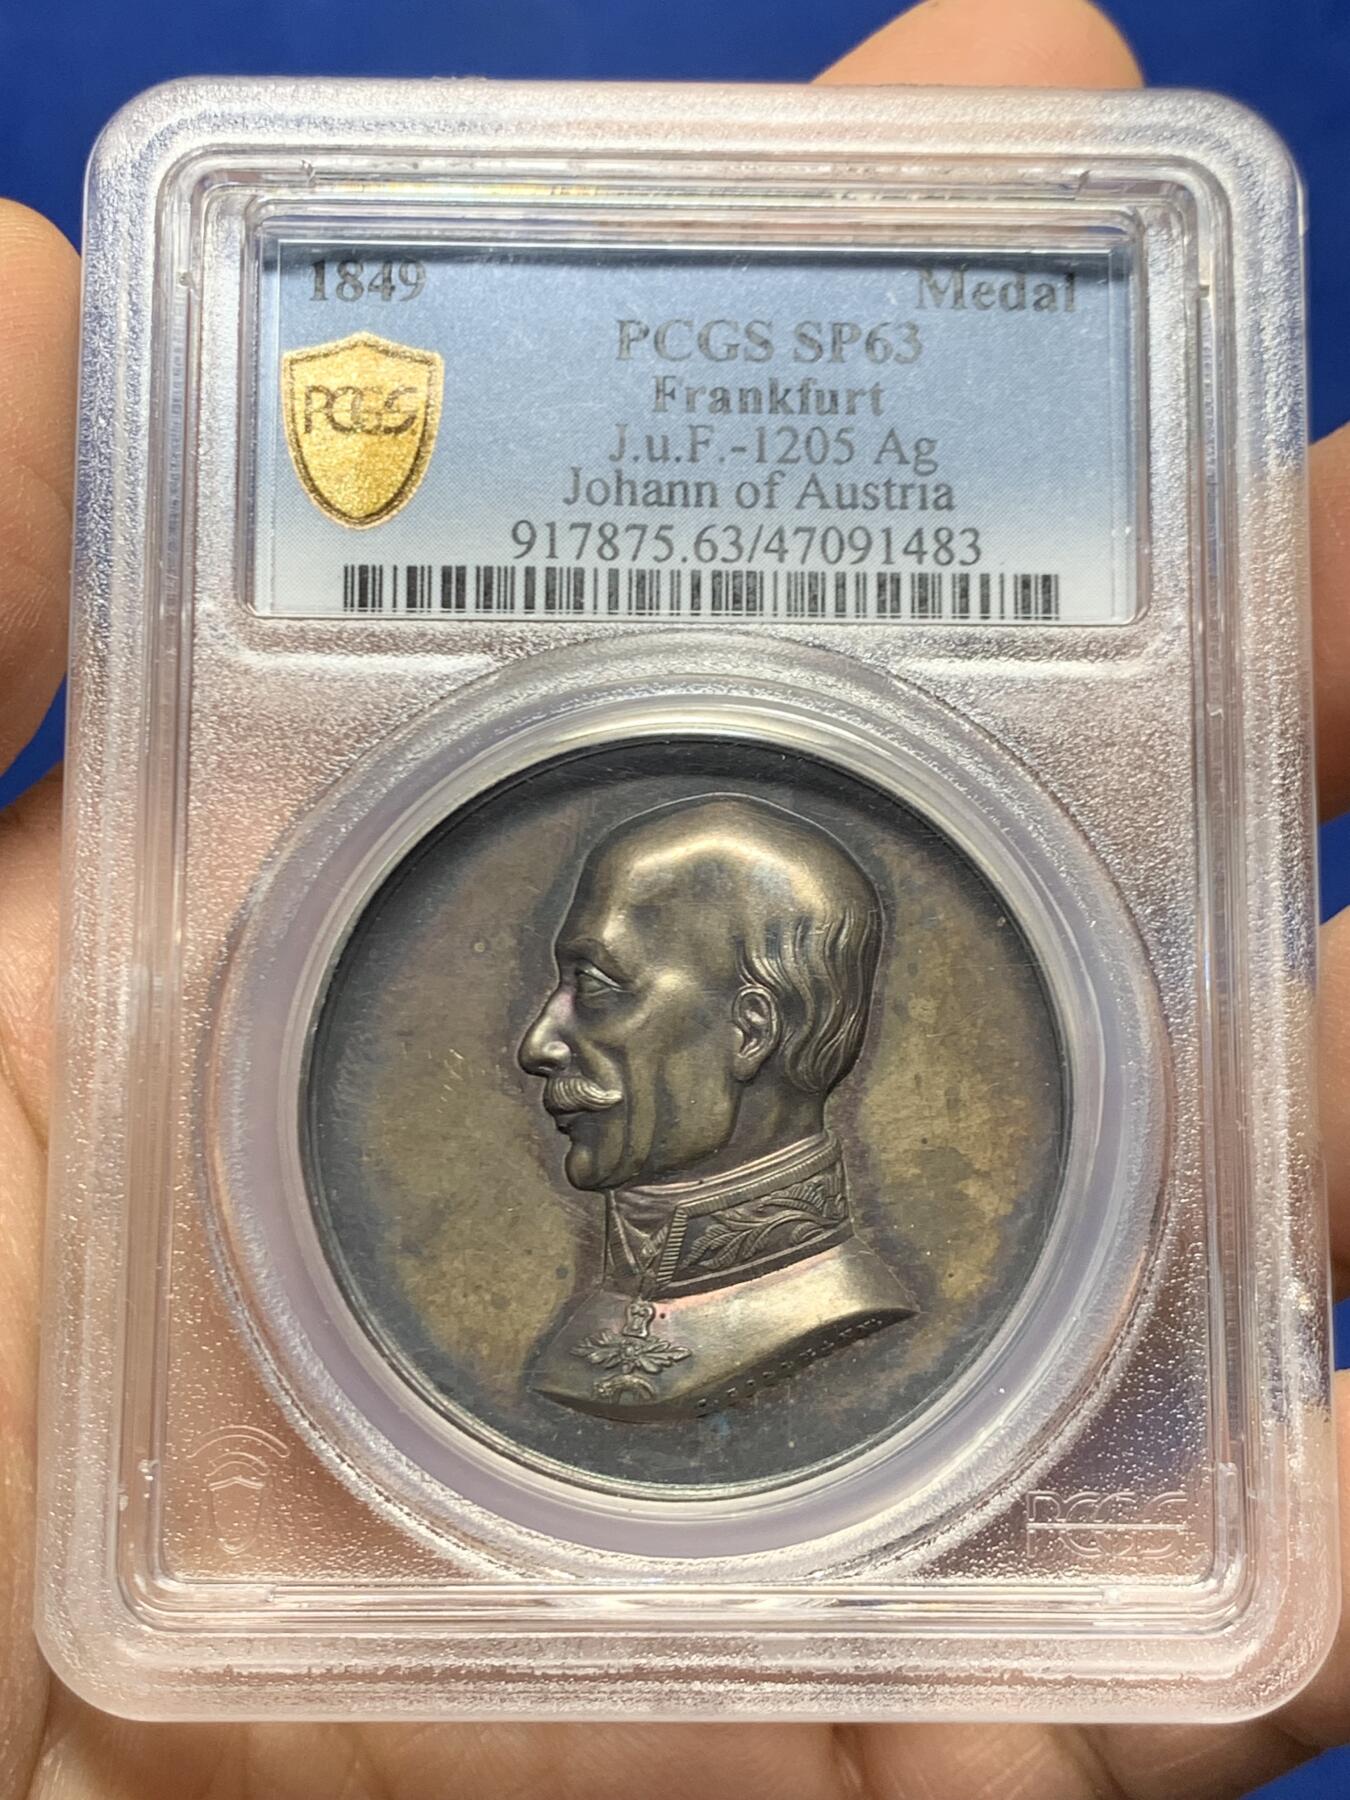 1849 Medal
PCGS SP63
PCGS
Frankfurt
J.u.F.-1205 Ag
Johann of Austria
917875.63/47091483
PCGS